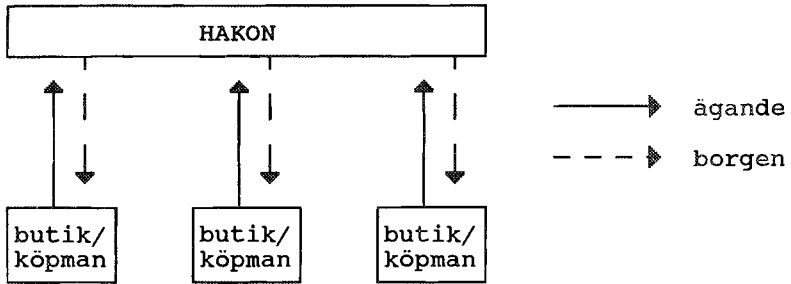 HAKON
ägande
borgen
butik/
köpman
butik/
köpman
butik/
köpman